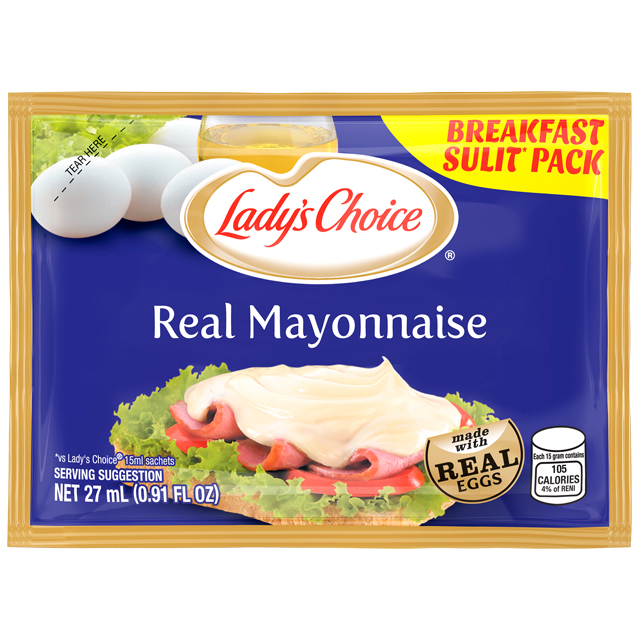 TEAR HERE
BREAKFAST
SULIT* PACK
Lady's Choice
®
Real Mayonnaise
made
with
REAL
EGGS
Each 15 gram contains
105
CALORIES
4% of RENI
*vs Lady's Choice® 15ml sachets
SERVING SUGGESTION
NET 27 mL (0.91 FL OZ)